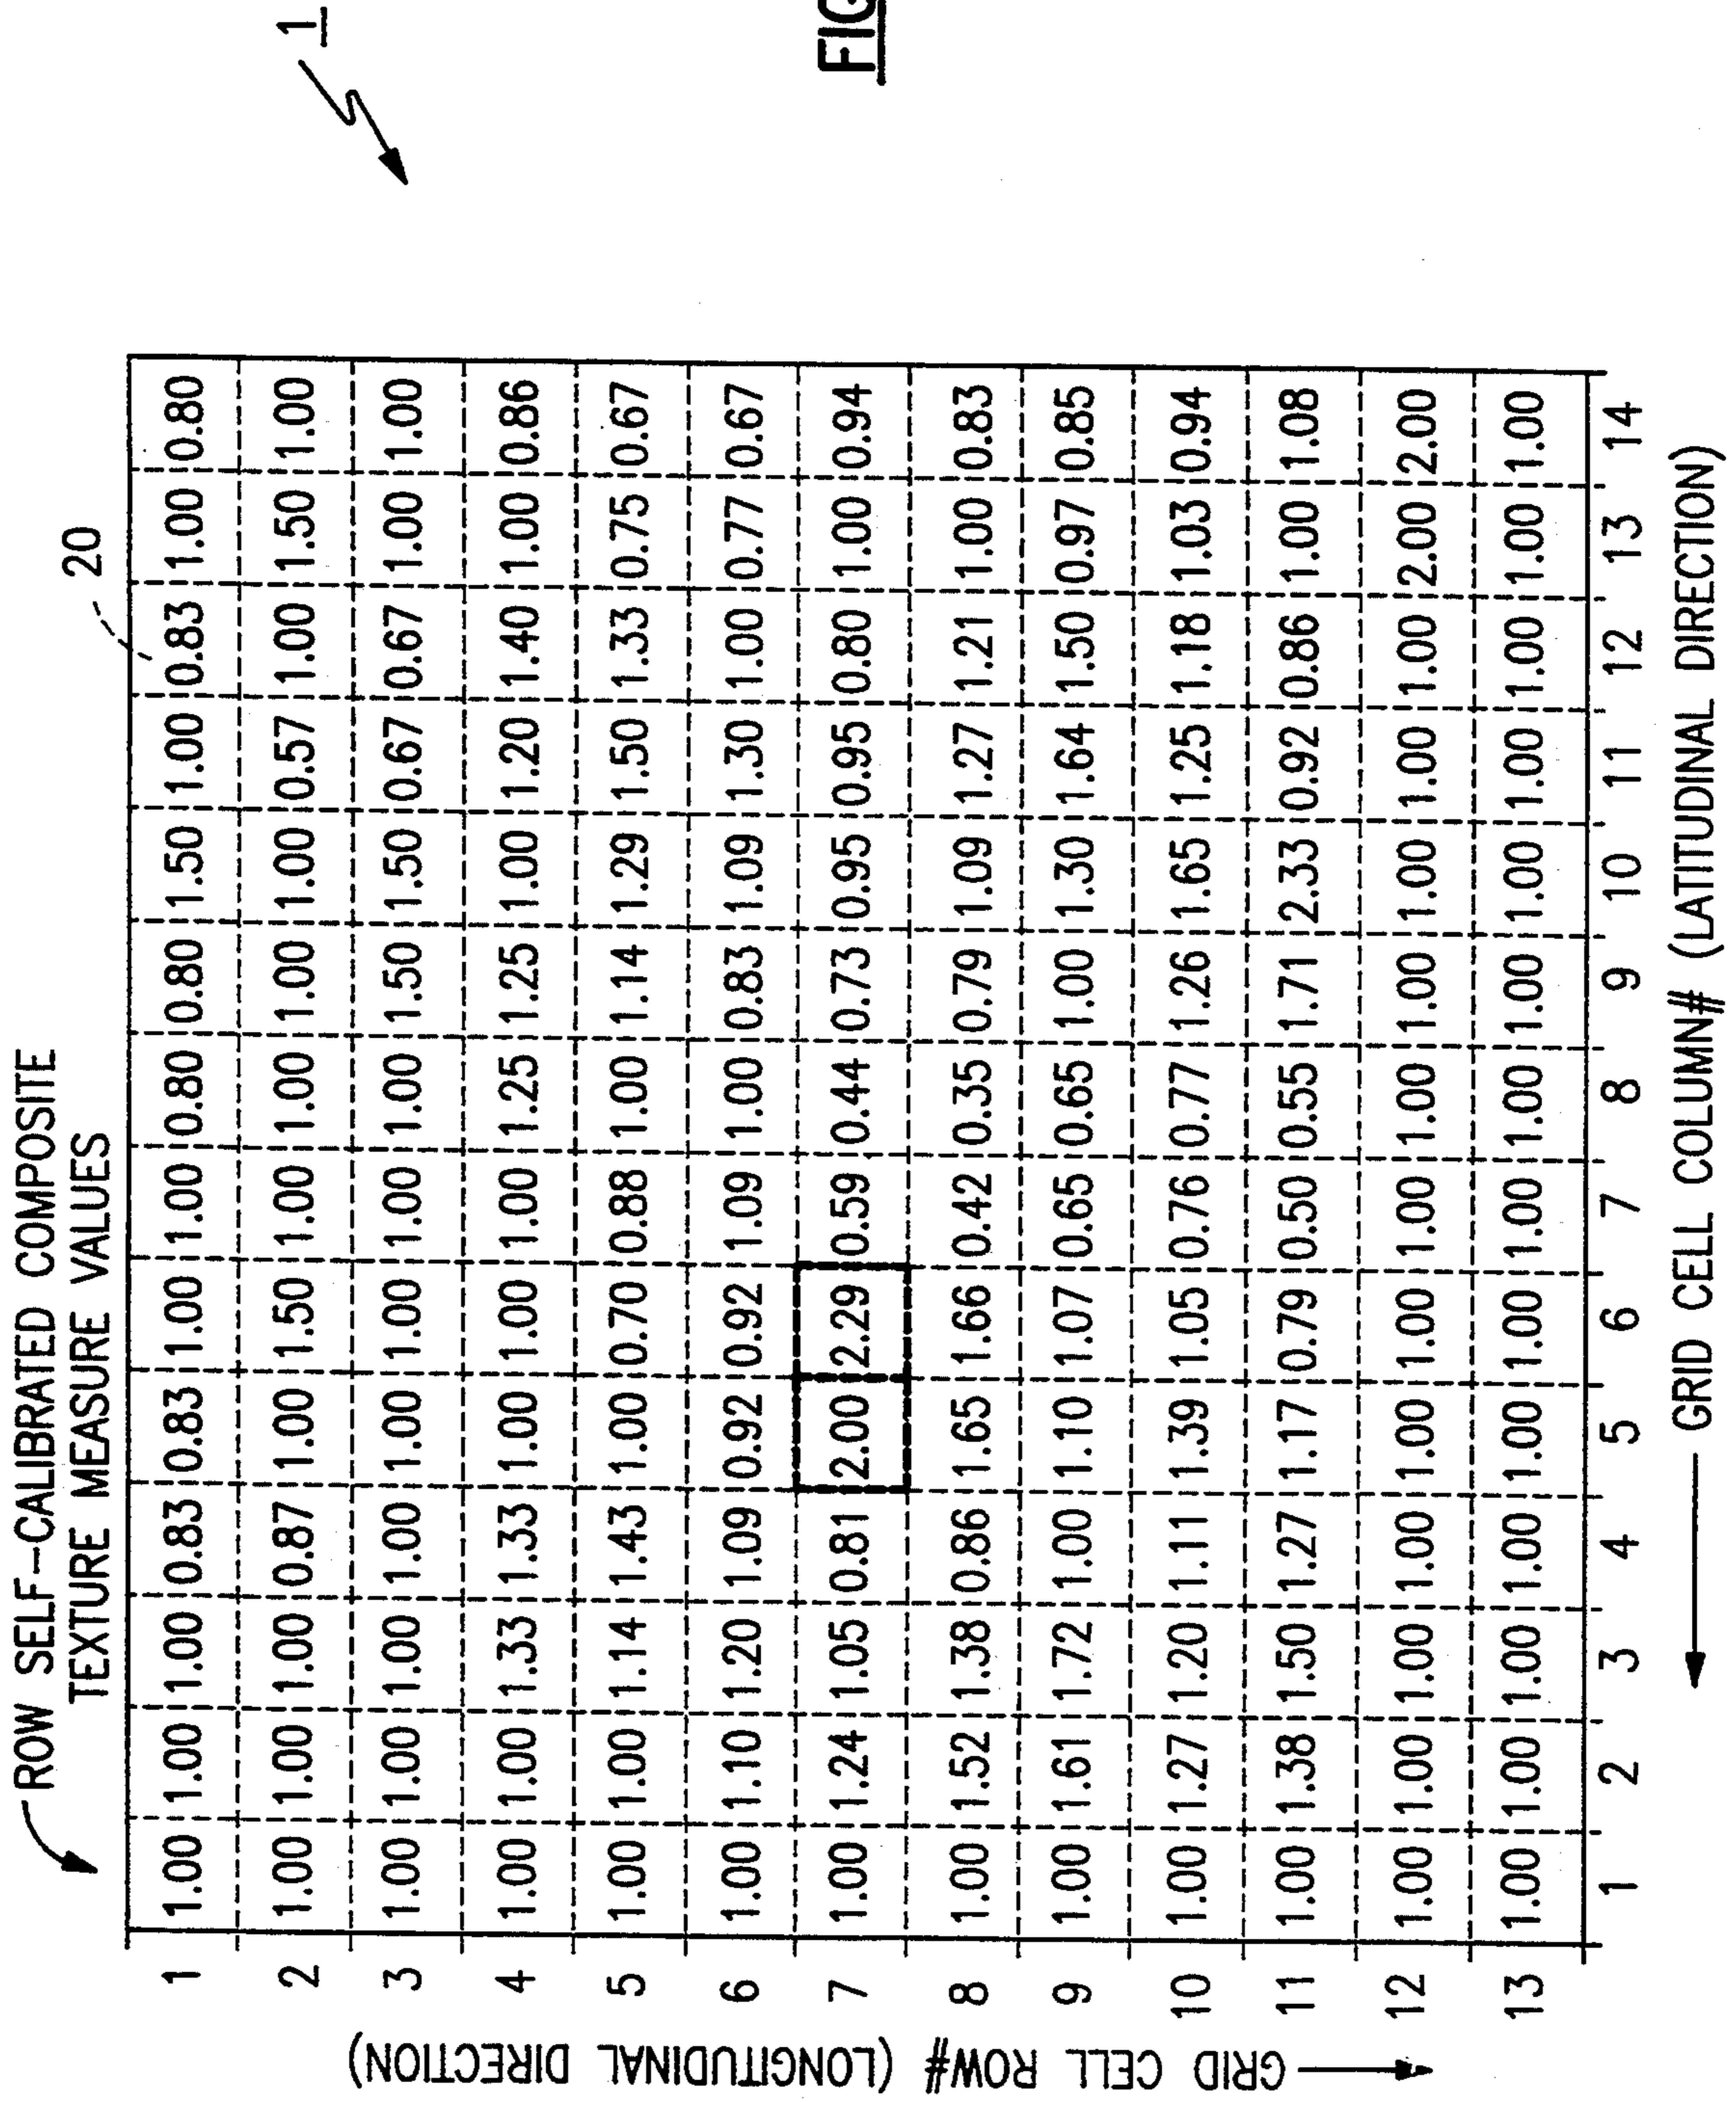 ROW SELF-CALIBRATED COMPOSITE
TEXTURE MEASURE VALUES
20
1
1 1.00 1.00 1.00 0.83 0.83 1.00 1.00 0.80 0.80 1.50 1.00 0.83 1.00 0.80
2 1.00 1.00 1.00 0.87 1.00 1.50 1.00 1.00 1.00 1.00 0.57 1.00 1.50 1.00
3 1.00 1.00 1.00 1.00 1.00 1.00 1.00 1.00 1.50 1.50 0.67 0.67 1.00 1.00
4 1.00 1.00 1.33 1.33 1.00 1.00 1.00 1.25 1.25 1.00 1.20 1.40 1.00 0.86
5 1.00 1.00 1.14 1.43 1.00 0.70 0.88 1.00 1.14 1.29 1.50 1.33 0.75 0.67
6 1.00 1.10 1.20 1.09 0.92 0.92 1.09 1.00 0.83 1.09 1.30 1.00 0.77 0.67
7 1.00 1.24 1.05 0.81 2.00 2.29 0.59 0.44 0.73 0.95 0.95 0.80 1.00 0.94
8 1.00 1.52 1.38 0.86 1.65 1.66 0.42 0.35 0.79 1.09 1.27 1.21 1.00 0.83
9 1.00 1.61 1.72 1.00 1.10 1.07 0.65 0.65 1.00 1.30 1.64 1.50 0.97 0.85
10 1.00 1.27 1.20 1.11 1.39 1.05 0.76 0.77 1.26 1.65 1.25 1.18 1.03 0.94
11 1.00 1.38 1.50 1.27 1.17 0.79 0.50 0.55 1.71 2.33 0.92 0.86 1.00 1.08
12 1.00 1.00 1.00 1.00 1.00 1.00 1.00 1.00 1.00 1.00 1.00 1.00 2.00 2.00
13 1.00 1.00 1.00 1.00 1.00 1.00 1.00 1.00 1.00 1.00 1.00 1.00 1.00 1.00
1 2 3 4 5 6 7 8 9 10 11 12 13 14
GRID CELL ROW# (LONGITUDINAL DIRECTION)
GRID CELL COLUMN# (LATITUDINAL DIRECTION)